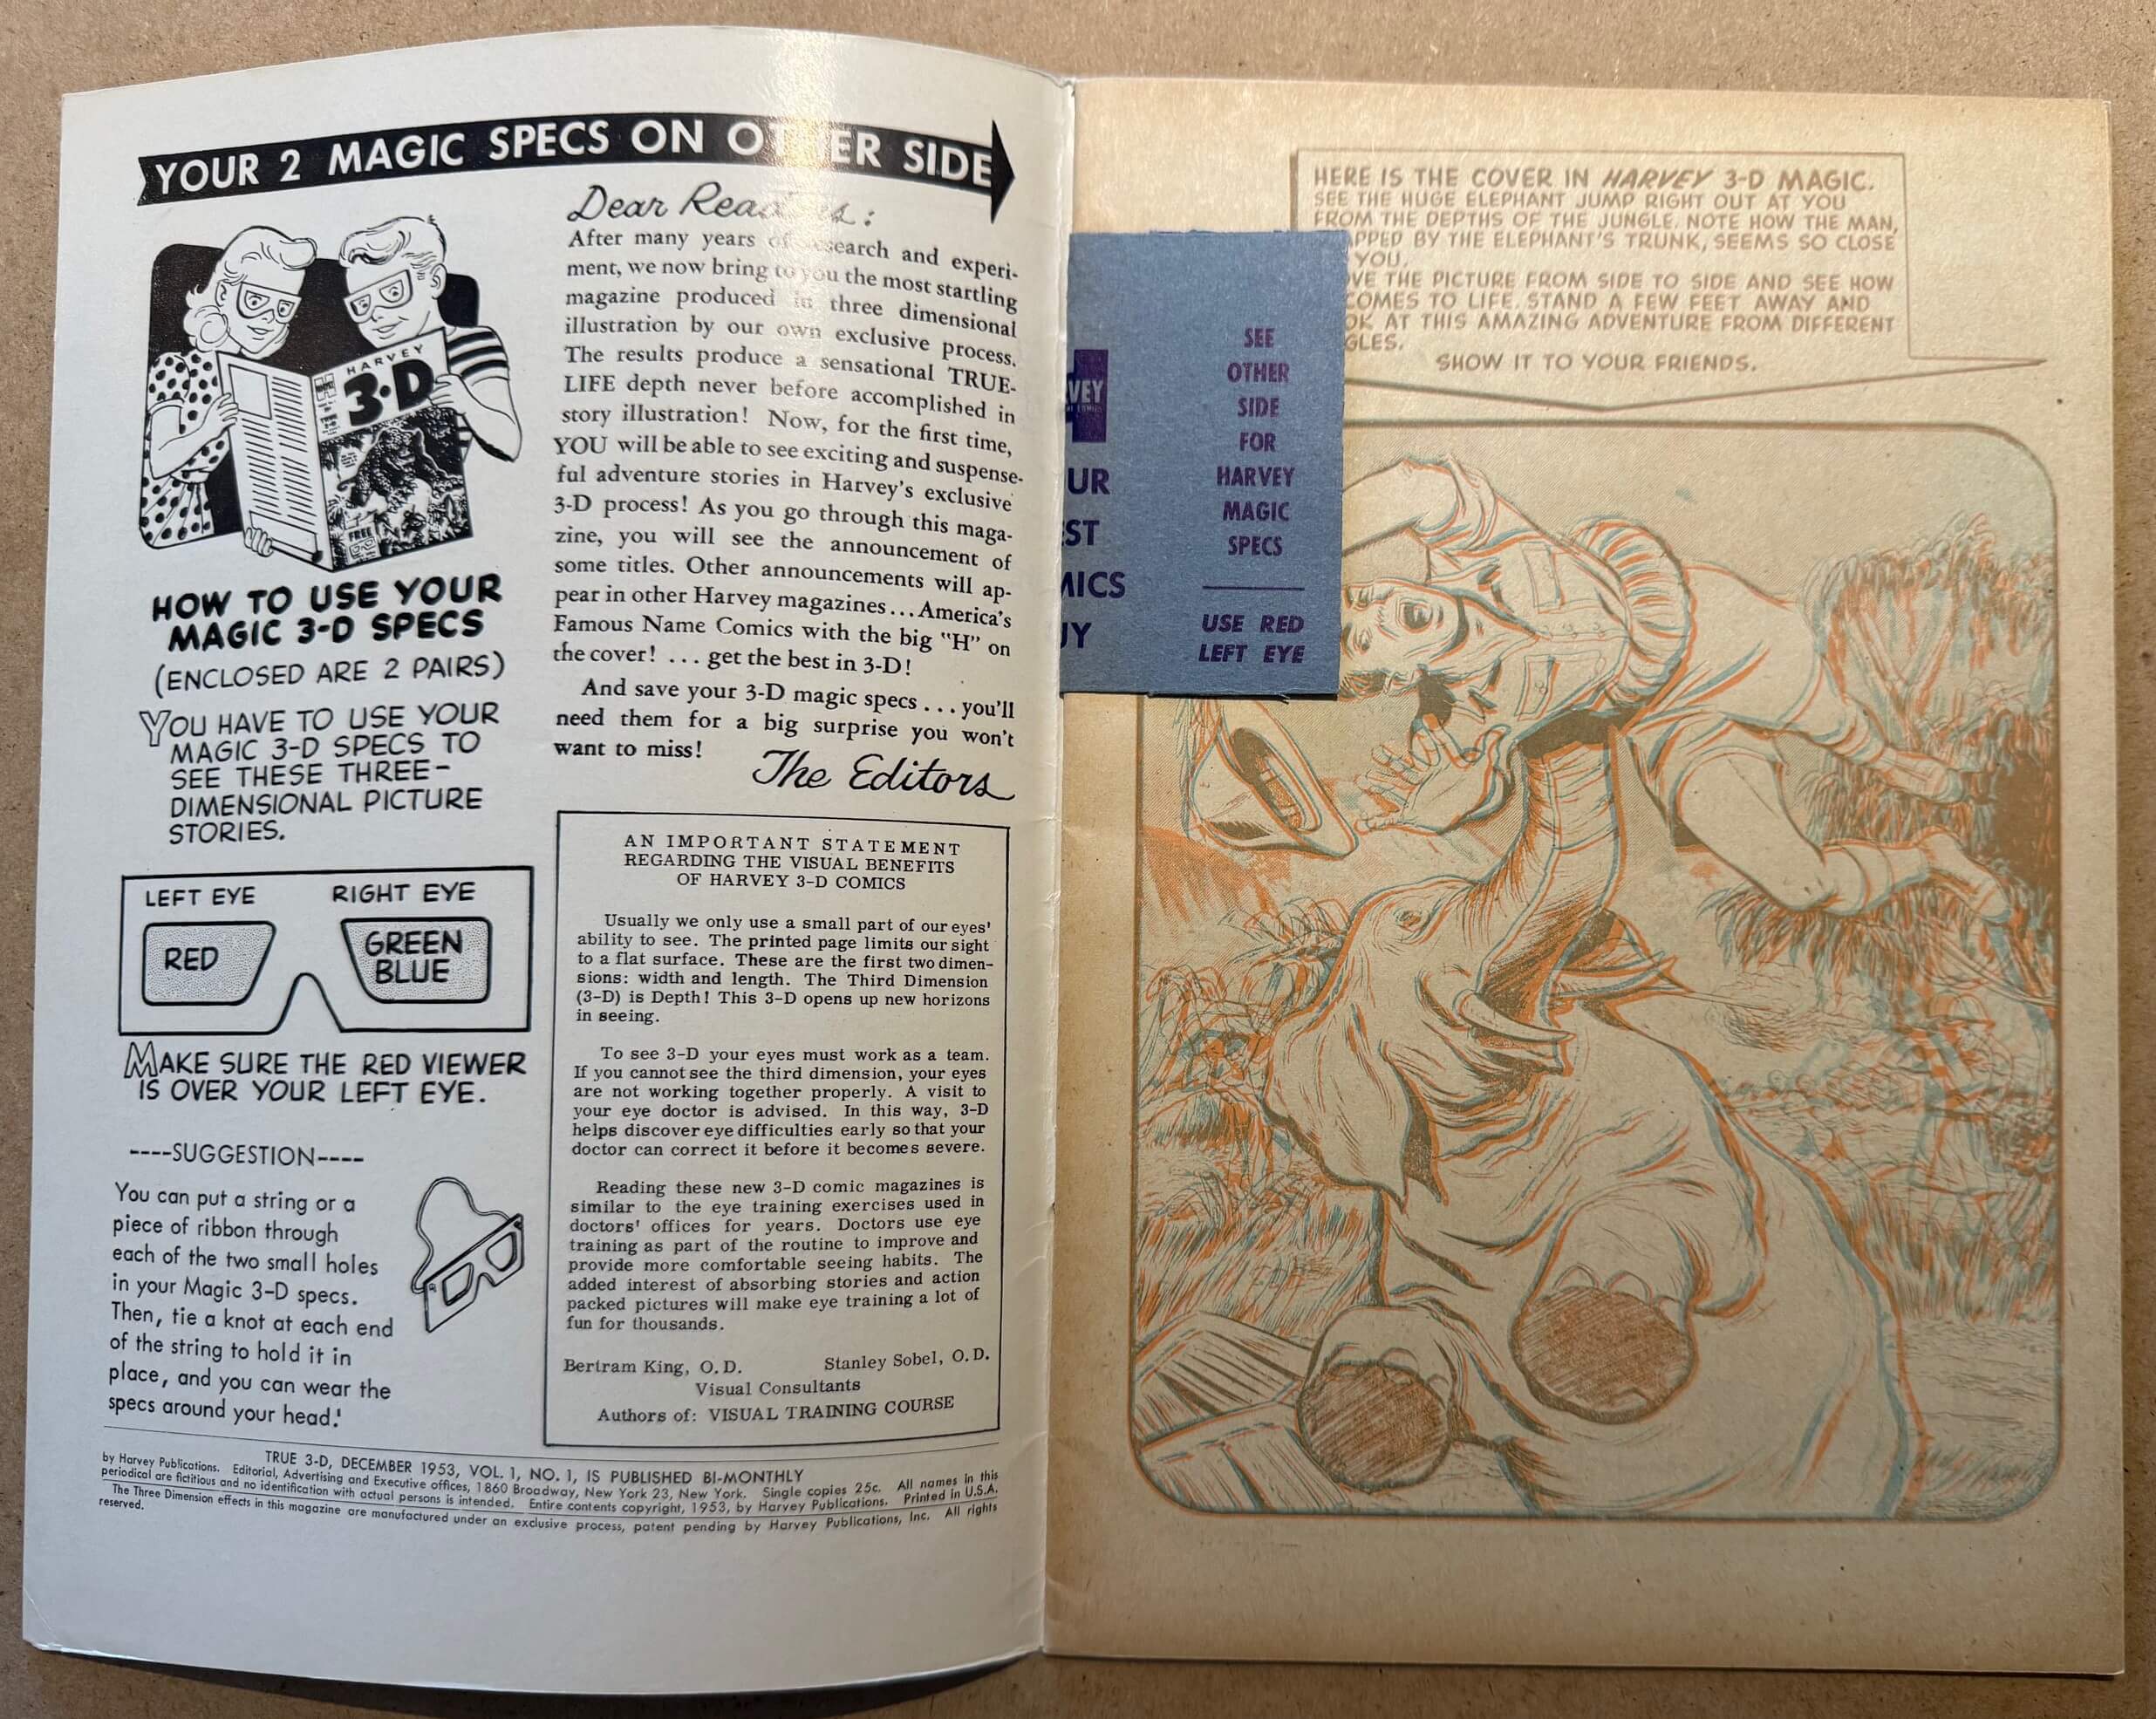 YOUR 2 MAGIC SPECS ON OTHER SIDE
HARVEY
3-D
FREE
HOW TO USE YOUR
MAGIC 3-D SPECS
(ENCLOSED ARE 2 PAIRS)
YOU HAVE TO USE YOUR
MAGIC 3-D SPECS TO
SEE THESE THREE-
DIMENSIONAL PICTURE
STORIES.
LEFT EYE RIGHT EYE
RED
GREEN
BLUE
MAKE SURE THE RED VIEWER
IS OVER YOUR LEFT EYE.
----SUGGESTION----
You can put a string or a
piece of ribbon through
each of the two small holes
in your Magic 3-D specs.
Then, tie a knot at each end
of the string to hold it in
place, and you can wear the
specs around your head!
Dear Readers:
After many years of research and experi-
ment, we now bring to you the most startling
magazine produced in three dimensional
illustration by our own exclusive process.
The results produce a sensational TRUE-
LIFE depth never before accomplished in
story illustration! Now, for the first time,
YOU will be able to see exciting and suspense-
ful adventure stories in Harvey's exclusive
3-D process! As you go through this maga-
zine, you will see the announcement of
some titles. Other announcements will ap-
pear in other Harvey magazines...America's
Famous Name Comics with the big "H" on
the cover! ... get the best in 3-D!
And save your 3-D magic specs ... you'll
need them for a big surprise you won't
want to miss!
The Editors
AN IMPORTANT STATEMENT
REGARDING THE VISUAL BENEFITS
OF HARVEY 3-D COMICS
Usually we only use a small part of our eyes'
ability to see. The printed page limits our sight
to a flat surface. These are the first two dimen-
sions: width and length. The Third Dimension
(3-D) is Depth! This 3-D opens up new horizons
in seeing.
To see 3-D your eyes must work as a team.
If you cannot see the third dimension, your eyes
are not working together properly. A visit to
your eye doctor is advised. In this way, 3-D
helps discover eye difficulties early so that your
doctor can correct it before it becomes severe.
Reading these new 3-D comic magazines is
similar to the eye training exercises used in
doctors' offices for years. Doctors use eye
training as part of the routine to improve and
provide more comfortable seeing habits. The
added interest of absorbing stories and action
packed pictures will make eye training a lot of
fun for thousands.
Bertram King, O.D. Stanley Sobel, O.D.
Visual Consultants
Authors of: VISUAL TRAINING COURSE
TRUE 3-D, DECEMBER 1953, VOL. 1, NO. 1, IS PUBLISHED BI-MONTHLY
by Harvey Publications. Editorial, Advertising and Executive offices, 1860 Broadway, New York 23, New York. Single copies 25c. All names in this
periodical are fictitious and no identification with actual persons is intended. Entire contents copyright, 1953, by Harvey Publications. Printed in U.S.A.
The Three Dimension effects in this magazine are manufactured under an exclusive process, patent pending by Harvey Publications, Inc. All rights
reserved.
VEY
UR
ST
MICS
UY
SEE
OTHER
SIDE
FOR
HARVEY
MAGIC
SPECS
USE RED
LEFT EYE
HERE IS THE COVER IN HARVEY 3-D MAGIC.
SEE THE HUGE ELEPHANT JUMP RIGHT OUT AT YOU
FROM THE DEPTHS OF THE JUNGLE. NOTE HOW THE MAN,
APPED BY THE ELEPHANT'S TRUNK, SEEMS SO CLOSE
YOU.
VE THE PICTURE FROM SIDE TO SIDE AND SEE HOW
COMES TO LIFE. STAND A FEW FEET AWAY AND
OK AT THIS AMAZING ADVENTURE FROM DIFFERENT
GLES.
SHOW IT TO YOUR FRIENDS.